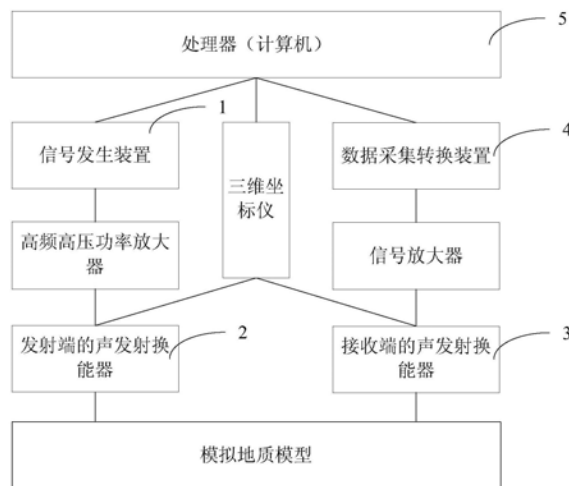 5
处理器（计算机）
1
4
信号发生装置
三维坐
标仪
数据采集转换装置
高频高压功率放大
器
信号放大器
2
3
发射端的声发射换
能器
接收端的声发射换
能器
模拟地质模型